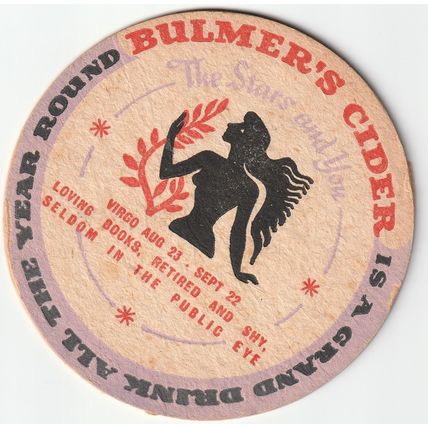 BULMER'S CIDER IS A GRAND DRINK ALL THE YEAR ROUND
The Stars and You
VIRGO AUG 23 - SEPT 22
LOVING BOOKS, RETIRED AND SHY,
SELDOM IN THE PUBLIC EYE